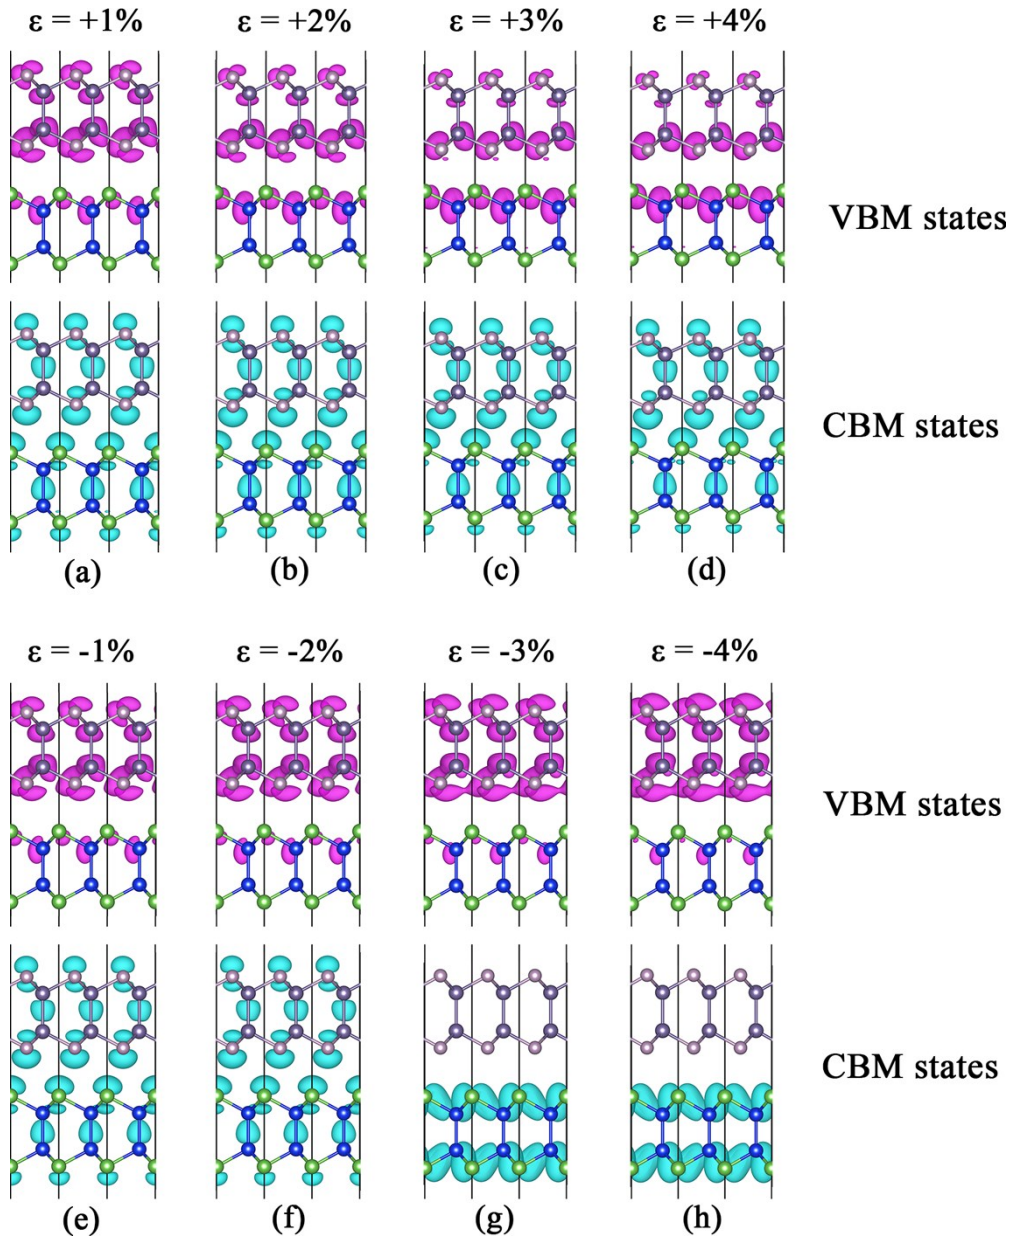 ε = +1% ε = +2% ε = +3% ε = +4%
VBM states
CBM states
(a) (b) (c) (d)
ε = -1% ε = -2% ε = -3% ε = -4%
VBM states
CBM states
(e) (f) (g) (h)